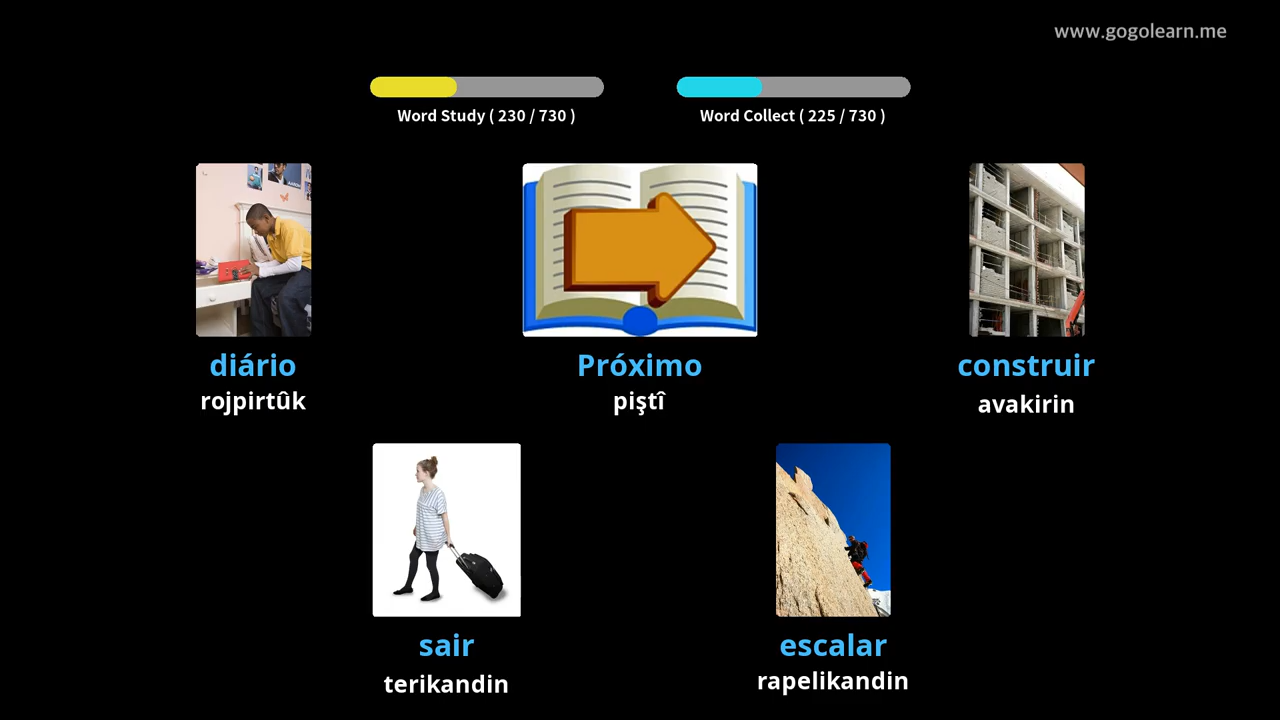 www.gogolearn.me
Word Study ( 230 / 730 )
Word Collect ( 225 / 730 )
diário
rojpirtûk
Próximo
piştî
construir
avakirin
sair
terikandin
escalar
rapelikandin